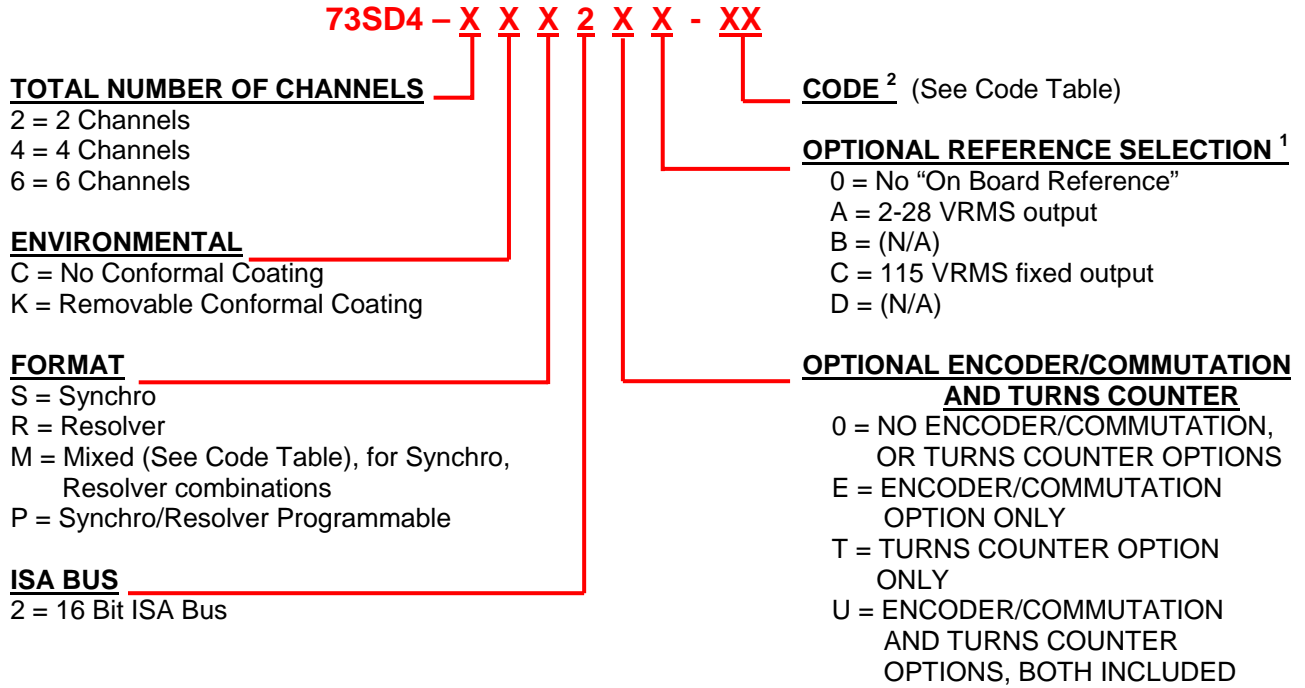 73SD4 – X X X 2 X X - XX
TOTAL NUMBER OF CHANNELS
2 = 2 Channels
4 = 4 Channels
6 = 6 Channels
ENVIRONMENTAL
C = No Conformal Coating
K = Removable Conformal Coating
FORMAT
S = Synchro
R = Resolver
M = Mixed (See Code Table), for Synchro,
Resolver combinations
P = Synchro/Resolver Programmable
ISA BUS
2 = 16 Bit ISA Bus
CODE ² (See Code Table)
OPTIONAL REFERENCE SELECTION ¹
0 = No “On Board Reference”
A = 2-28 VRMS output
B = (N/A)
C = 115 VRMS fixed output
D = (N/A)
OPTIONAL ENCODER/COMMUTATION
AND TURNS COUNTER
0 = NO ENCODER/COMMUTATION,
OR TURNS COUNTER OPTIONS
E = ENCODER/COMMUTATION
OPTION ONLY
T = TURNS COUNTER OPTION
ONLY
U = ENCODER/COMMUTATION
AND TURNS COUNTER
OPTIONS, BOTH INCLUDED